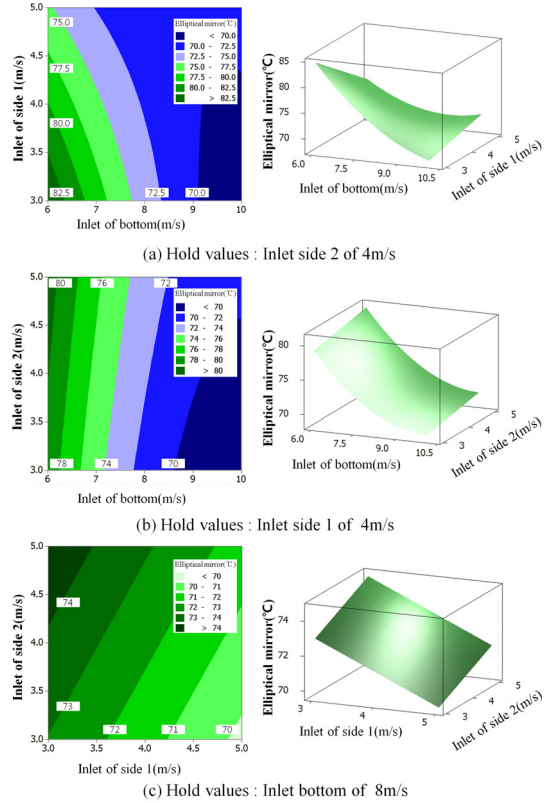 Elliptical mirror(℃)
< 70.0
70.0 - 72.5
72.5 - 75.0
75.0 - 77.5
77.5 - 80.0
80.0 - 82.5
> 82.5
Inlet of side 1(m/s)
5.0
4.5
4.0
3.5
3.0
75.0
77.5
80.0
82.5
72.5
70.0
6 7 8 9 10
Inlet of bottom(m/s)
Elliptical mirror(℃)
85
80
75
70
6.0 7.5 9.0 10.5
Inlet of bottom(m/s)
3 4 5
Inlet of side 1(m/s)
(a) Hold values : Inlet side 2 of 4m/s
Elliptical mirror(℃)
< 70
70 - 72
72 - 74
74 - 76
76 - 78
78 - 80
> 80
Inlet of side 2(m/s)
5.0
4.5
4.0
3.5
3.0
80 76 72
78 74 70
6 7 8 9 10
Inlet of bottom(m/s)
Elliptical mirror(℃)
80
75
70
6.0 7.5 9.0 10.5
Inlet of bottom(m/s)
3 4 5
Inlet of side 2(m/s)
(b) Hold values : Inlet side 1 of 4m/s
Elliptical mirror(℃)
< 70
70 - 71
71 - 72
72 - 73
73 - 74
> 74
Inlet of side 2(m/s)
5.0
4.5
4.0
3.5
3.0
74
73
72 71 70
3.0 3.5 4.0 4.5 5.0
Inlet of side 1(m/s)
Elliptical mirror(℃)
74
72
70
3 4 5
Inlet of side 1(m/s)
3 4 5
Inlet of side 2(m/s)
(c) Hold values : Inlet bottom of 8m/s